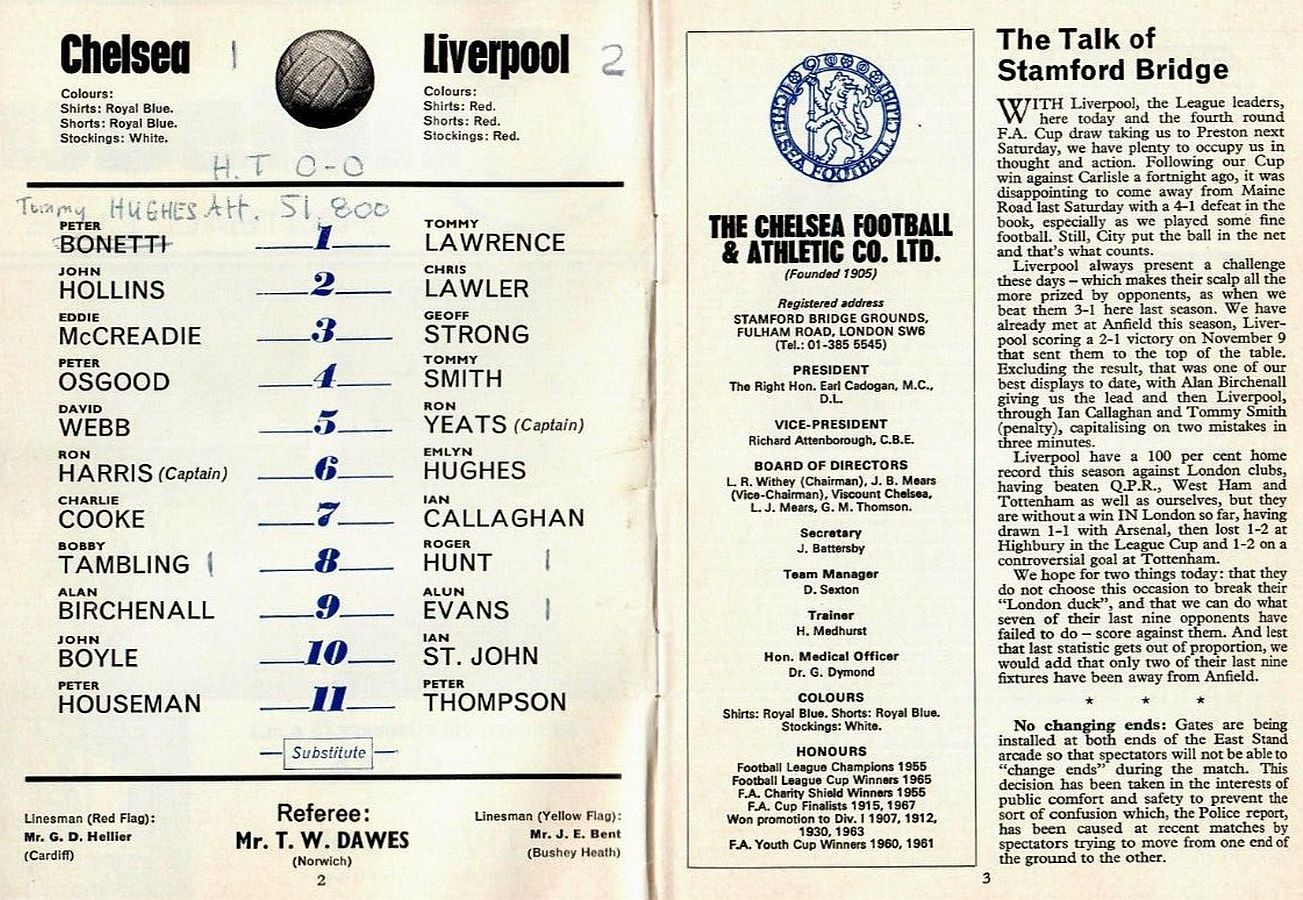 Chelsea 1
Colours:
Shirts: Royal Blue.
Shorts: Royal Blue.
Stockings: White.
Liverpool 2
Colours:
Shirts: Red.
Shorts: Red.
Stockings: Red.
H.T 0-0
Tommy HUGHES Att. 51,800
PETER TOMMY
BONETTI 1 LAWRENCE
JOHN CHRIS
HOLLINS 2 LAWLER
EDDIE GEOFF
McCREADIE 3 STRONG
PETER TOMMY
OSGOOD 4 SMITH
DAVID RON
WEBB 5 YEATS (Captain)
RON EMLYN
HARRIS (Captain) 6 HUGHES
CHARLIE IAN
COOKE 7 CALLAGHAN
BOBBY ROGER
TAMBLING 1 8 HUNT 1
ALAN ALUN
BIRCHENALL 9 EVANS 1
JOHN IAN
BOYLE 10 ST. JOHN
PETER PETER
HOUSEMAN 11 THOMPSON
Substitute
Linesman (Red Flag):
Mr. G. D. Hellier
(Cardiff)
Referee:
Mr. T. W. DAWES
(Norwich)
Linesman (Yellow Flag):
Mr. J. E. Bent
(Bushey Heath)
2
CHELSEA FOOTBALL
THE CHELSEA FOOTBALL
& ATHLETIC CO. LTD.
(Founded 1905)
Registered address
STAMFORD BRIDGE GROUNDS,
FULHAM ROAD, LONDON SW6
(Tel.: 01-385 5545)
PRESIDENT
The Right Hon. Earl Cadogan, M.C.,
D.L.
VICE-PRESIDENT
Richard Attenborough, C.B.E.
BOARD OF DIRECTORS
L. R. Withey (Chairman), J. B. Mears
(Vice-Chairman), Viscount Chelsea,
L. J. Mears, G. M. Thomson.
Secretary
J. Battersby
Team Manager
D. Sexton
Trainer
H. Medhurst
Hon. Medical Officer
Dr. G. Dymond
COLOURS
Shirts: Royal Blue. Shorts: Royal Blue.
Stockings: White.
HONOURS
Football League Champions 1955
Football League Cup Winners 1965
F.A. Charity Shield Winners 1955
F.A. Cup Finalists 1915, 1967
Won promotion to Div. I 1907, 1912,
1930, 1963
F.A. Youth Cup Winners 1960, 1961
The Talk of
Stamford Bridge
WITH Liverpool, the League leaders,
here today and the fourth round
F.A. Cup draw taking us to Preston next
Saturday, we have plenty to occupy us in
thought and action. Following our Cup
win against Carlisle a fortnight ago, it was
disappointing to come away from Maine
Road last Saturday with a 4-1 defeat in the
book, especially as we played some fine
football. Still, City put the ball in the net
and that's what counts.
Liverpool always present a challenge
these days – which makes their scalp all the
more prized by opponents, as when we
beat them 3-1 here last season. We have
already met at Anfield this season, Liver-
pool scoring a 2-1 victory on November 9
that sent them to the top of the table.
Excluding the result, that was one of our
best displays to date, with Alan Birchenall
giving us the lead and then Liverpool,
through Ian Callaghan and Tommy Smith
(penalty), capitalising on two mistakes in
three minutes.
Liverpool have a 100 per cent home
record this season against London clubs,
having beaten Q.P.R., West Ham and
Tottenham as well as ourselves, but they
are without a win IN London so far, having
drawn 1-1 with Arsenal, then lost 1-2 at
Highbury in the League Cup and 1-2 on a
controversial goal at Tottenham.
We hope for two things today: that they
do not choose this occasion to break their
"London duck", and that we can do what
seven of their last nine opponents have
failed to do – score against them. And lest
that last statistic gets out of proportion, we
would add that only two of their last nine
fixtures have been away from Anfield.
* * *
No changing ends: Gates are being
installed at both ends of the East Stand
arcade so that spectators will not be able to
"change ends" during the match. This
decision has been taken in the interests of
public comfort and safety to prevent the
sort of confusion which, the Police report,
has been caused at recent matches by
spectators trying to move from one end of
the ground to the other.
3